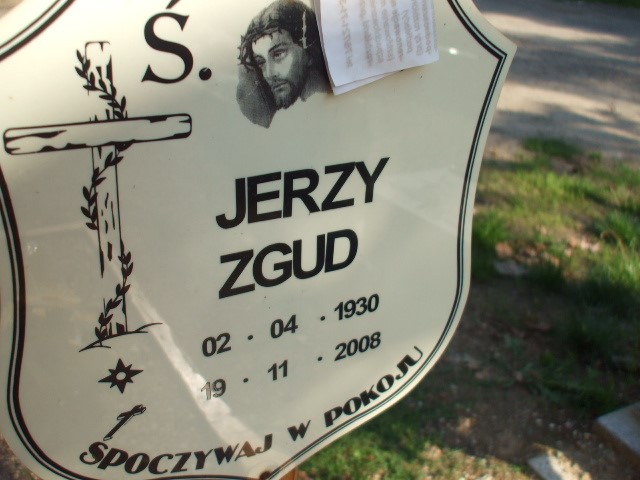 Ś.
JERZY
ZGUD
02 · 04 · 1930
19 · 11 · 2008
SPOCZYWAJ W POKOJU